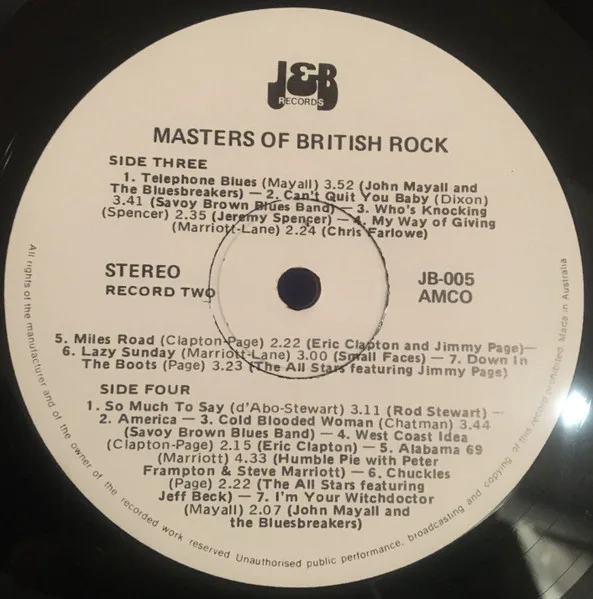 J&B
RECORDS
MASTERS OF BRITISH ROCK
SIDE THREE
1. Telephone Blues (Mayall) 3.52 (John Mayall and
The Bluesbreakers) — 2. Can't Quit You Baby (Dixon)
3.41 (Savoy Brown Blues Band) — 3. Who's Knocking
(Spencer) 2.35 (Jeremy Spencer) — 4. My Way of Giving
(Marriott-Lane) 2.24 (Chris Farlowe)
STEREO
RECORD TWO
JB-005
AMCO
5. Miles Road (Clapton-Page) 2.22 (Eric Clapton and Jimmy Page)—
6. Lazy Sunday (Marriott-Lane) 3.00 (Small Faces) — 7. Down In
The Boots (Page) 3.23 (The All Stars featuring Jimmy Page)
SIDE FOUR
1. So Much To Say (d'Abo-Stewart) 3.11 (Rod Stewart) —
2. America — 3. Cold Blooded Woman (Chatman) 3.44
(Savoy Brown Blues Band) — 4. West Coast Idea
(Clapton-Page) 2.15 (Eric Clapton) — 5. Alabama 69
(Marriott) 4.33 (Humble Pie with Peter
Frampton & Steve Marriott) — 6. Chuckles
(Page) 2.22 (The All Stars featuring
Jeff Beck) — 7. I'm Your Witchdoctor
(Mayall) 2.07 (John Mayall and
the Bluesbreakers)
All rights of the manufacturer and of the owner of the recorded work reserved Unauthorised public performance, broadcasting and copying of this record prohibited. Made in Australia